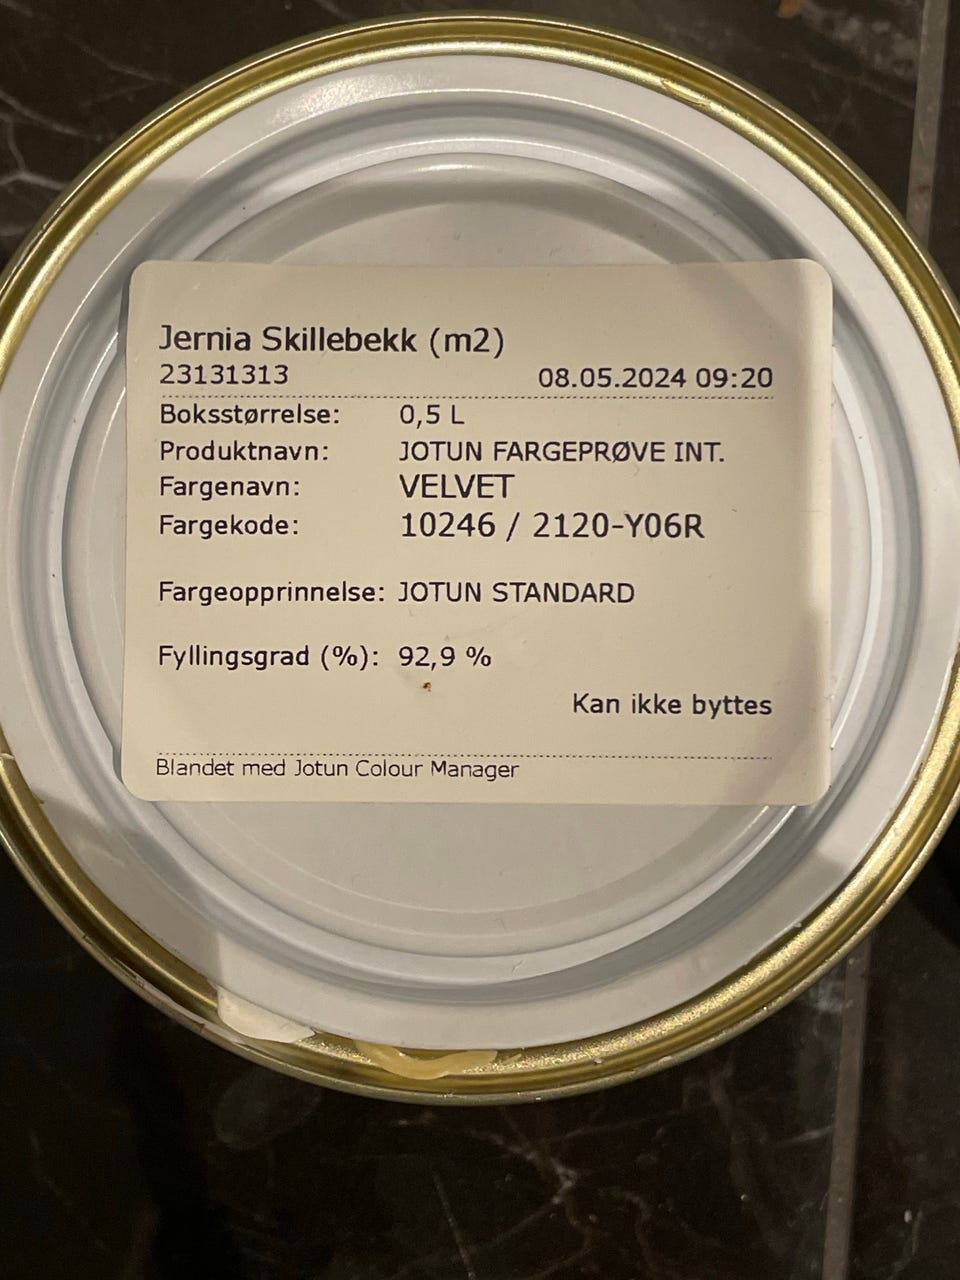 Jernia Skillebekk (m2)
23131313 08.05.2024 09:20
Boksstørrelse: 0,5 L
Produktnavn: JOTUN FARGEPRØVE INT.
Fargenavn: VELVET
Fargekode: 10246 / 2120-Y06R
Fargeopprinnelse: JOTUN STANDARD
Fyllingsgrad (%): 92,9 %
Kan ikke byttes
Blandet med Jotun Colour Manager